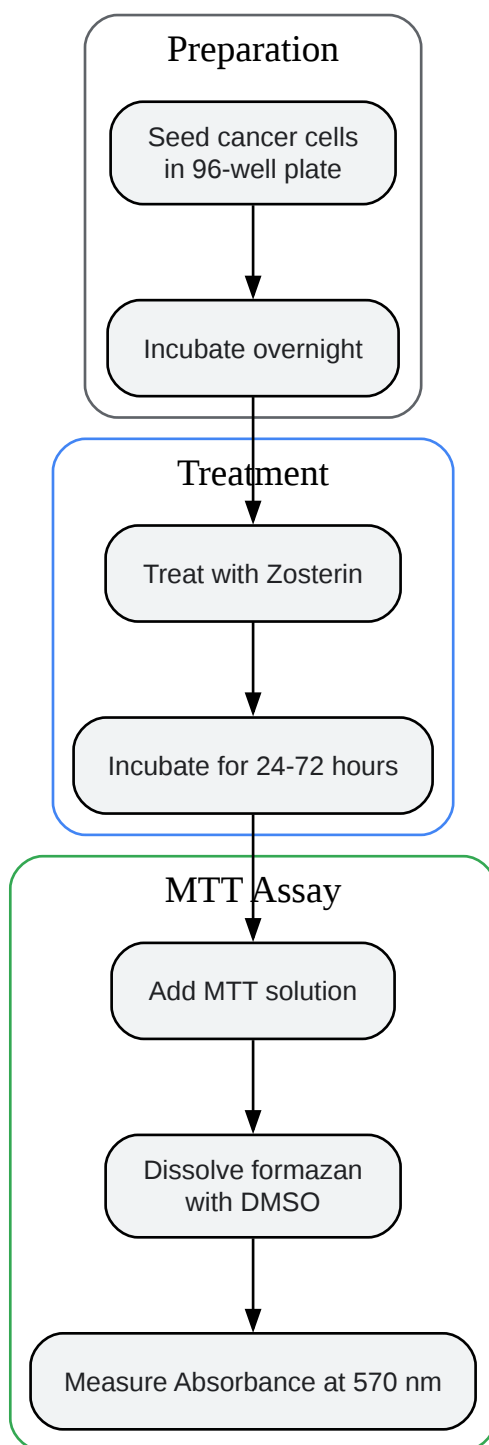 Preparation
Seed cancer cells
in 96-well plate
Incubate overnight
Treatment
Treat with Zosterin
Incubate for 24-72 hours
MTT Assay
Add MTT solution
Dissolve formazan
with DMSO
Measure Absorbance at 570 nm